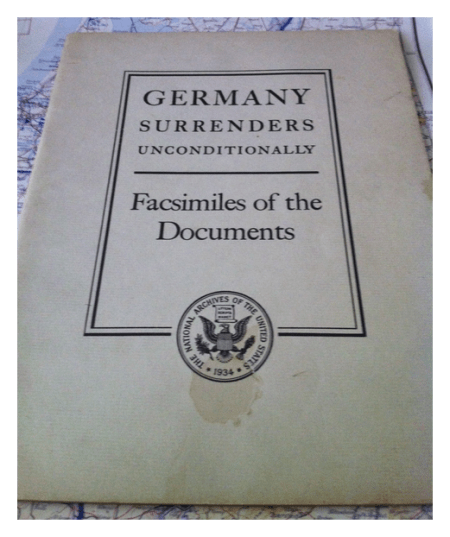 GERMANY
SURRENDERS
UNCONDITIONALLY
Facsimiles of the
Documents
THE NATIONAL ARCHIVES OF THE UNITED STATES
* 1934 *